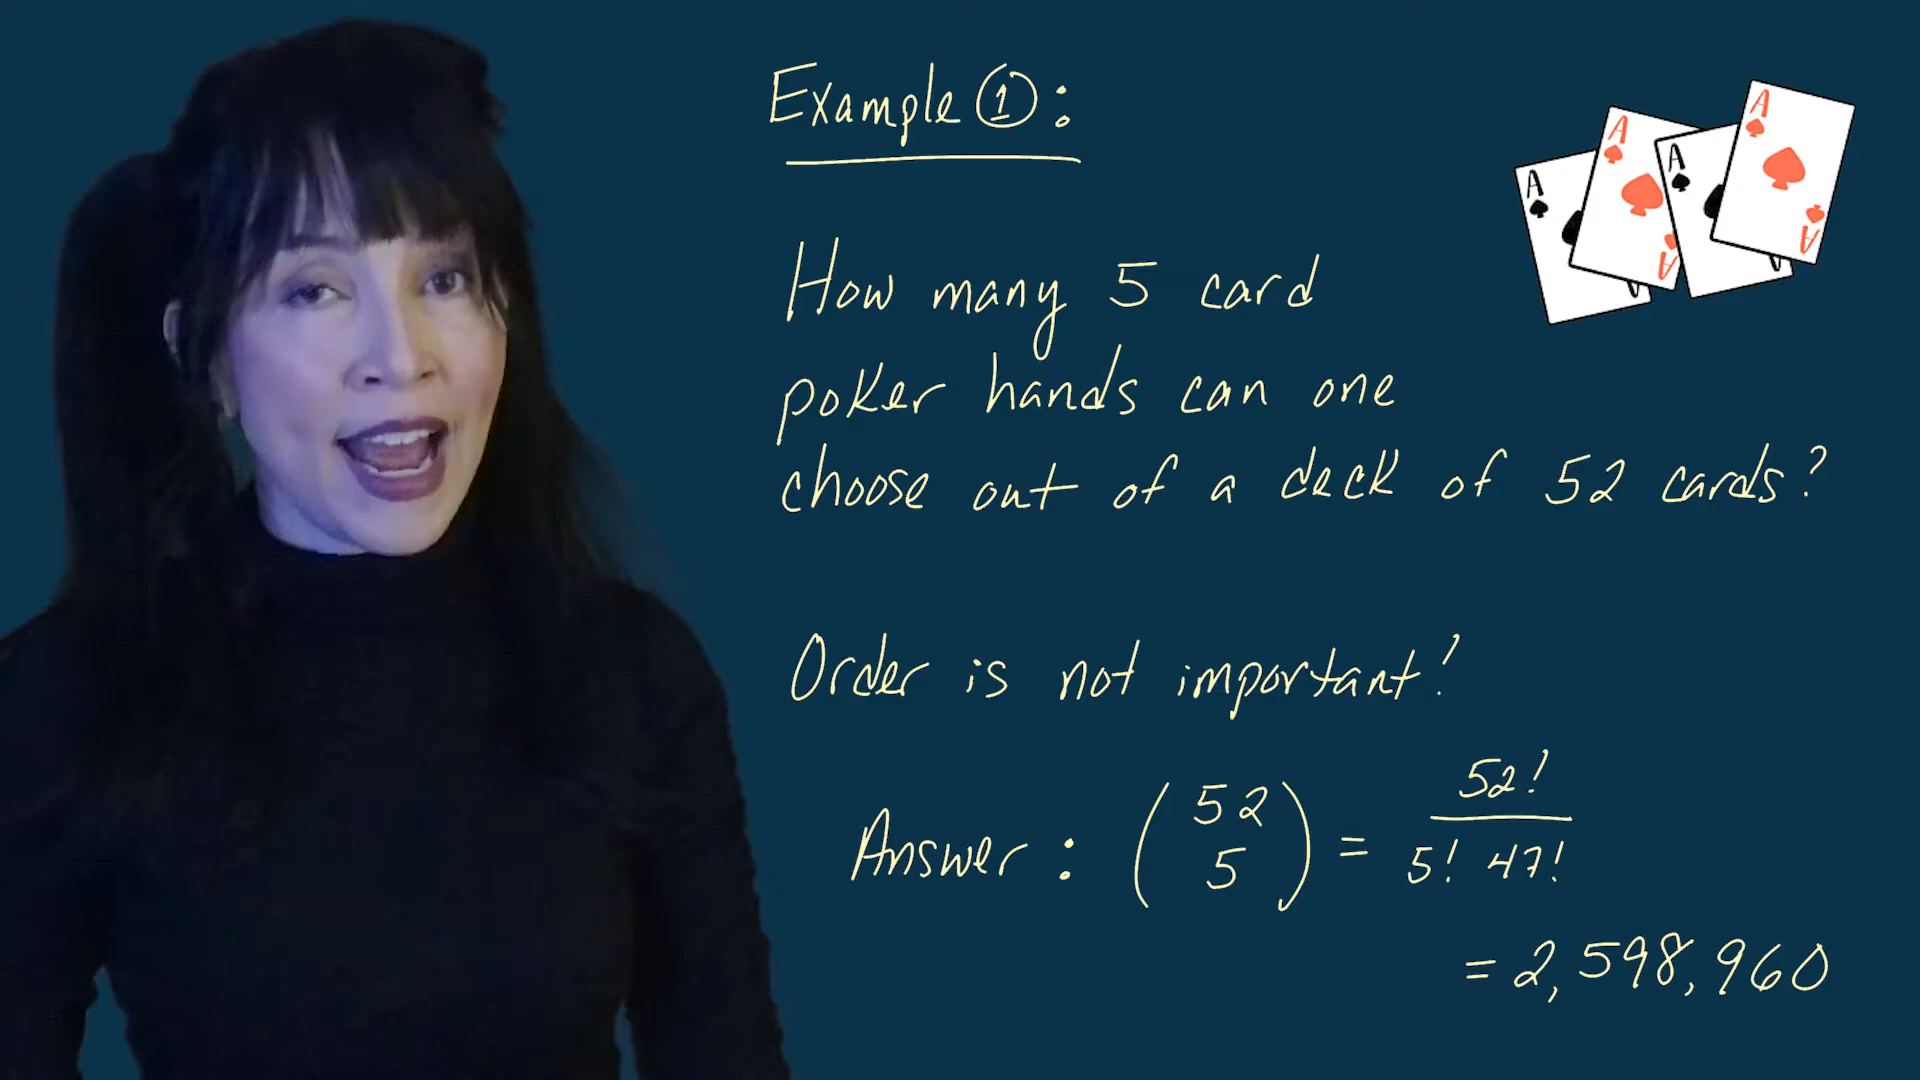 Example ①:
How many 5 card
poker hands can one
choose out of a deck of 52 cards?
Order is not important!
Answer: (52 5) = 52! / 5! 47!
= 2,598,960
A
A
A
A
A
A